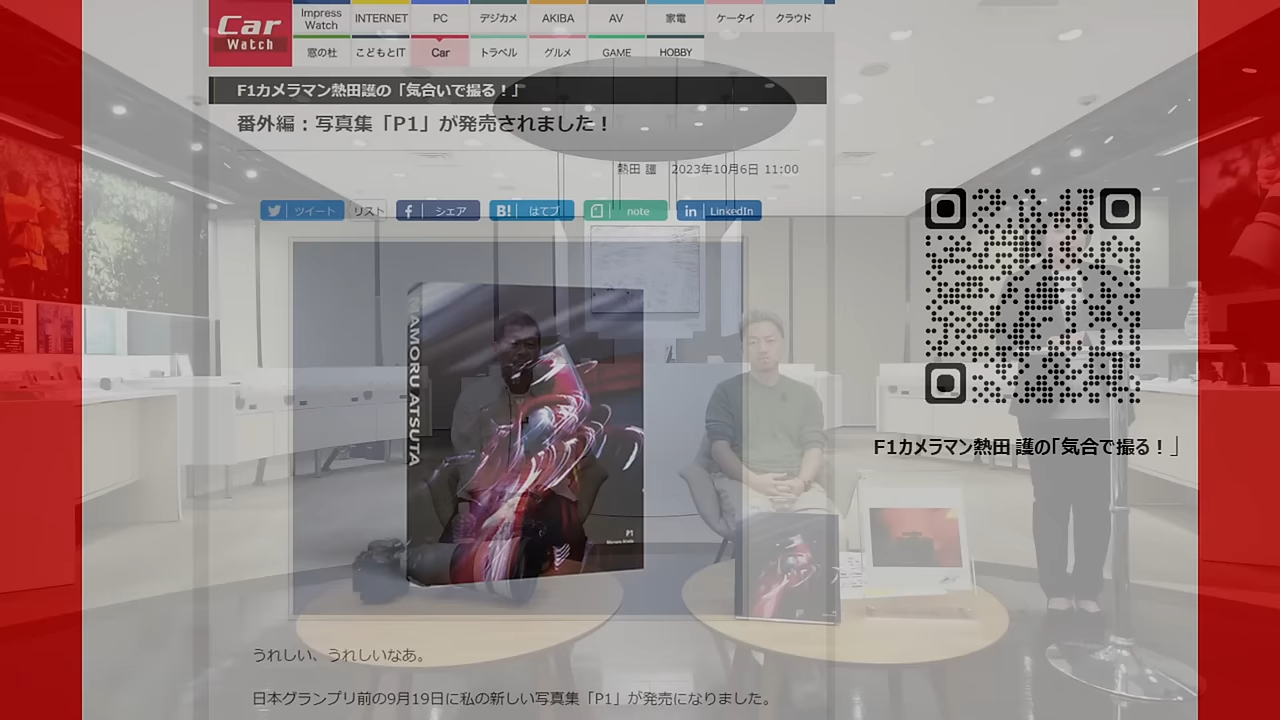 Car Watch
Impress Watch
INTERNET
PC
デジカメ
AKIBA
AV
家電
ケータイ
クラウド
窓の杜
こどもとIT
Car
トラベル
グルメ
GAME
HOBBY
F1カメラマン熱田護の「気合いで撮る！」
番外編：写真集「P1」が発売されました！
熱田 護 2023年10月6日 11:00
ツイート
リスト
シェア
B! はてブ
note
in LinkedIn
MAMORU ATSUTA
P1
F1カメラマン熱田 護の「気合で撮る！」
うれしい、うれしいなあ。
日本グランプリ前の9月19日に私の新しい写真集「P1」が発売になりました。